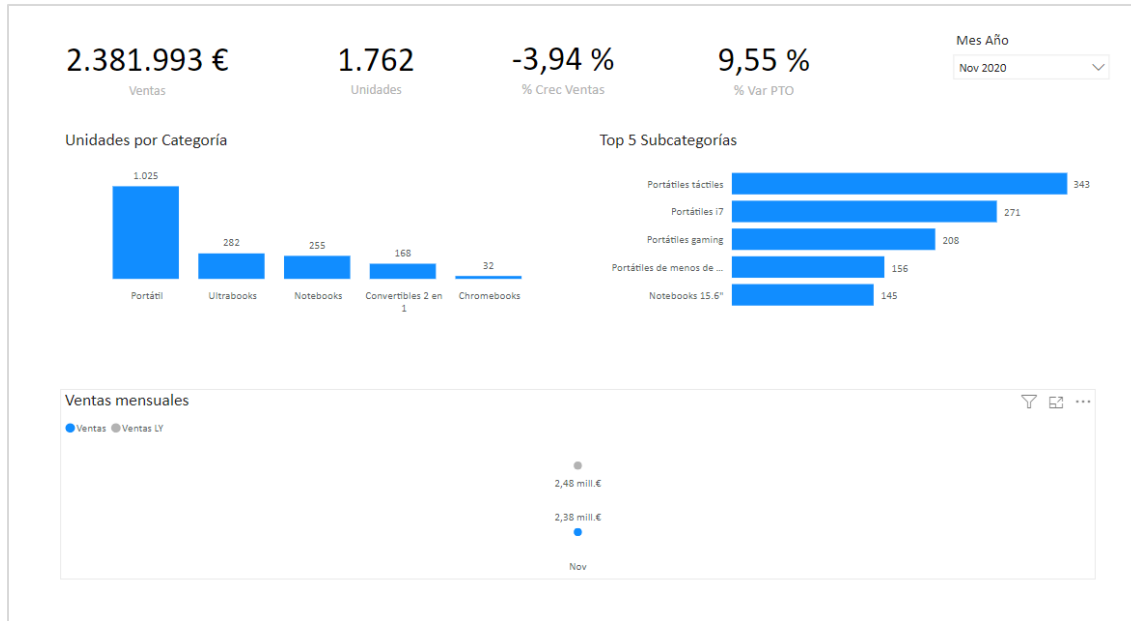 2.381.993 €
Ventas
1.762
Unidades
-3,94 %
% Crec Ventas
9,55 %
% Var PTO
Mes Año
Nov 2020
Unidades por Categoría
1.025
282
255
168
32
Portátil
Ultrabooks
Notebooks
Convertibles 2 en
1
Chromebooks
Top 5 Subcategorías
Portátiles táctiles
343
Portátiles i7
271
Portátiles gaming
208
Portátiles de menos de ...
156
Notebooks 15.6"
145
Ventas mensuales
Ventas
Ventas LY
2,48 mill.€
2,38 mill.€
Nov